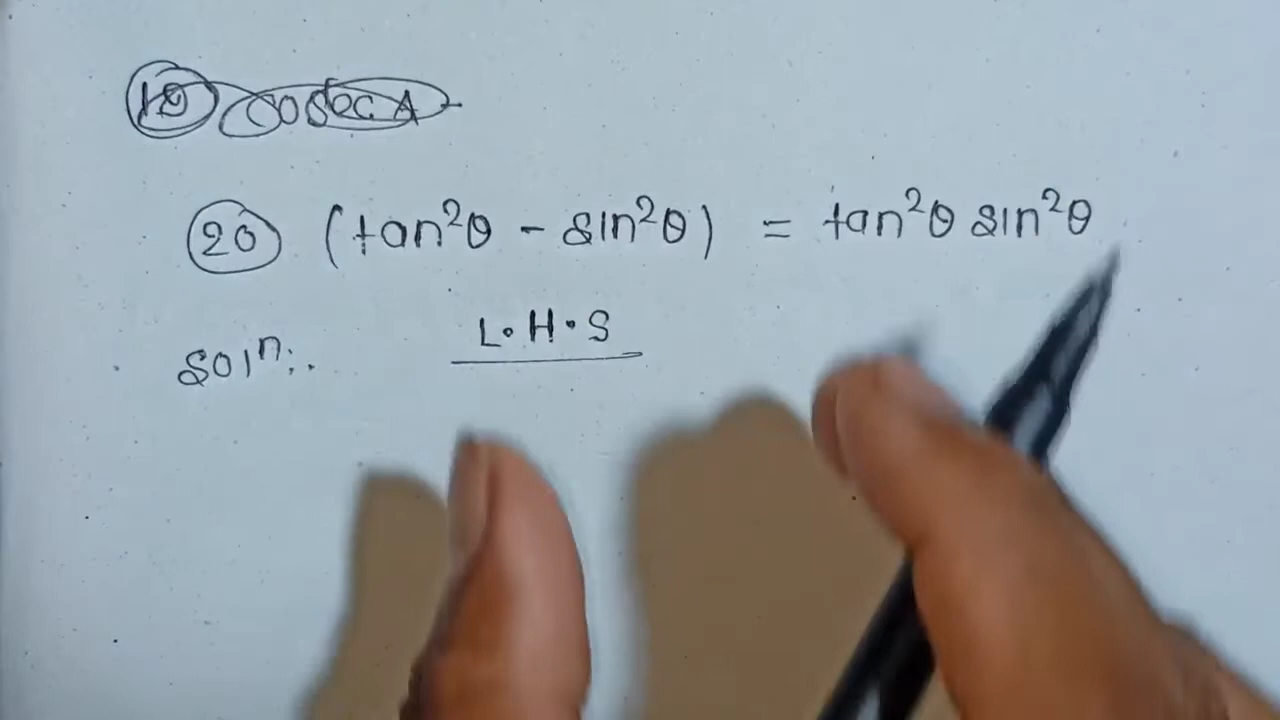 19 cosec A -
20 (tan²θ - sin²θ) = tan²θ sin²θ
Solⁿ:.
L.H.S